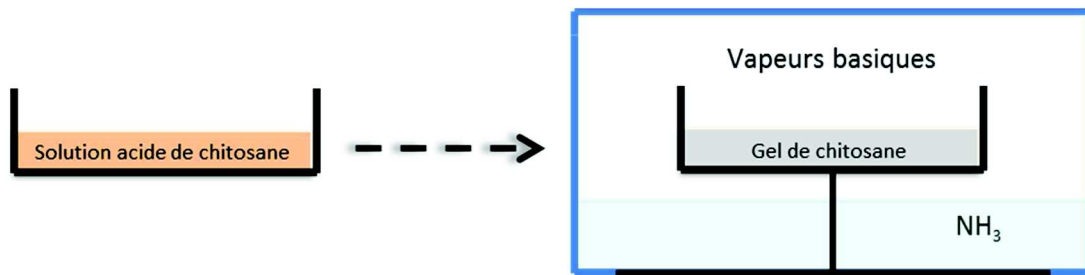 Solution acide de chitosane
Vapeurs basiques
Gel de chitosane
NH₃